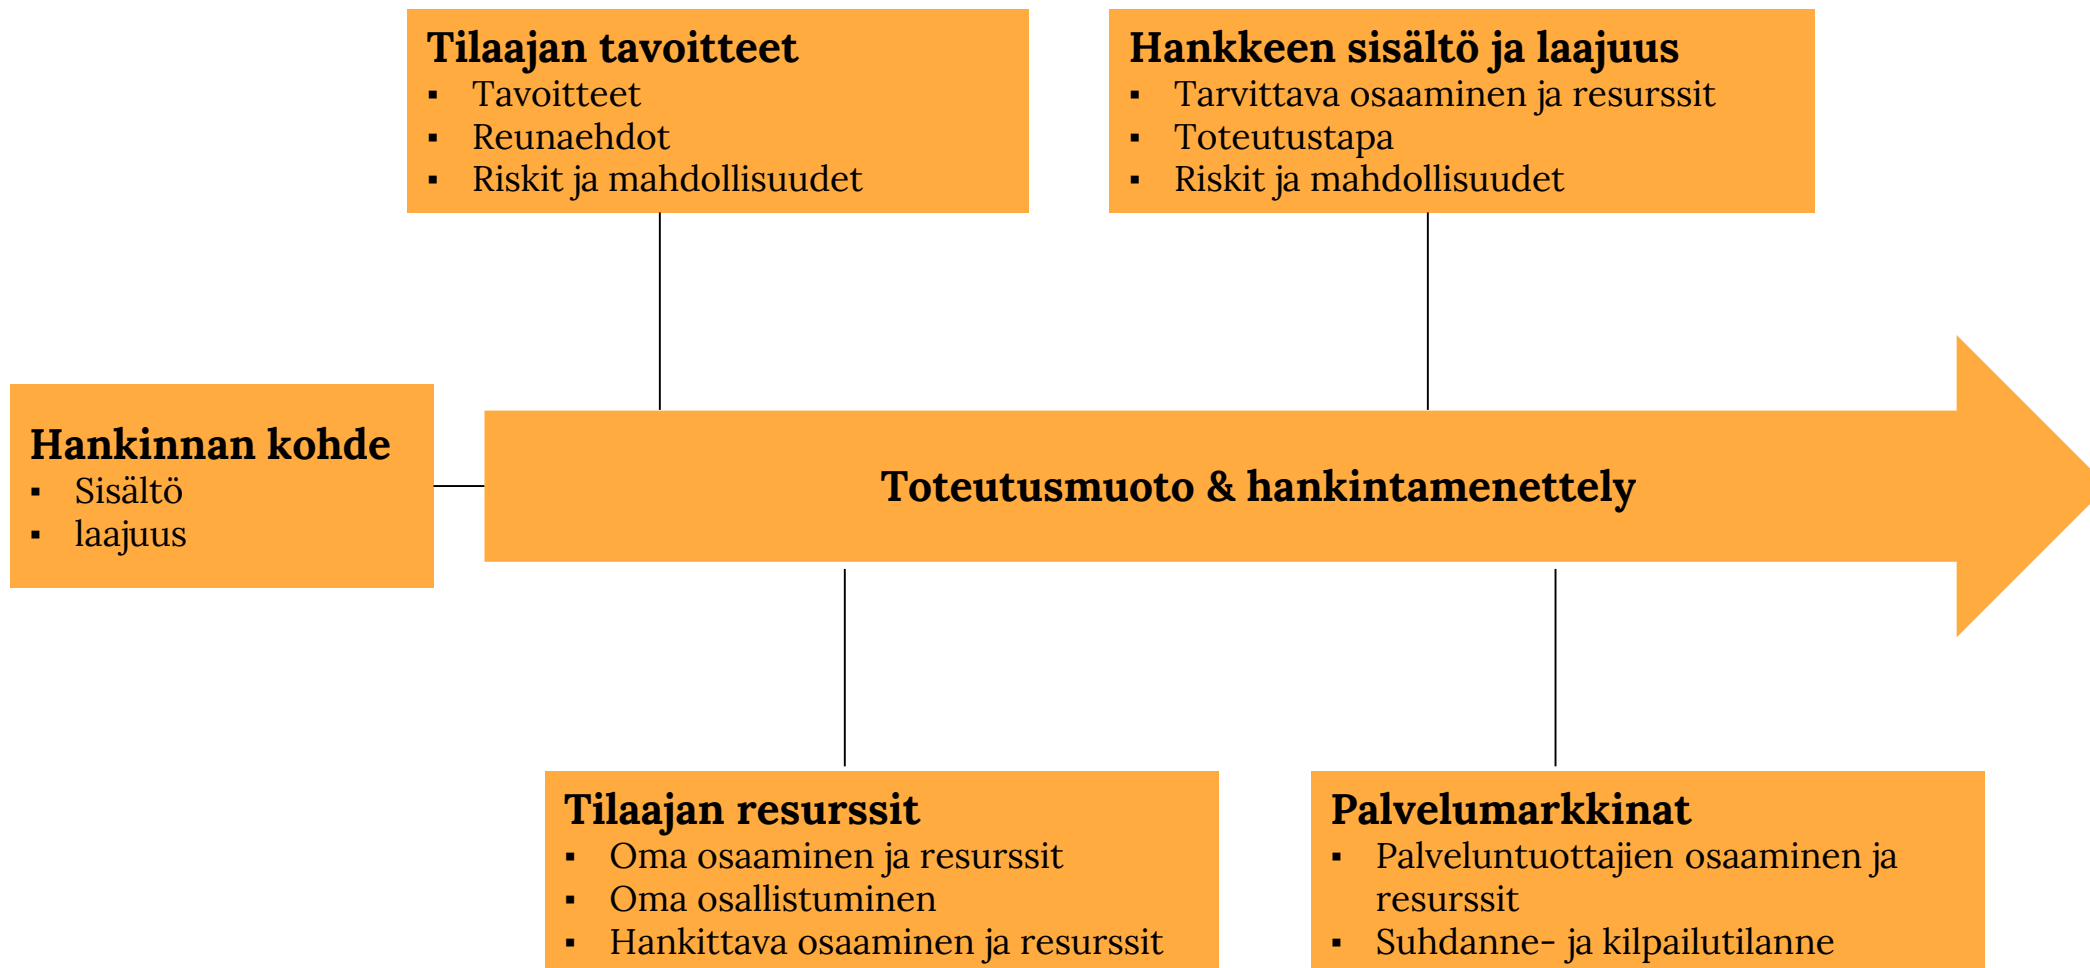 Tilaajan tavoitteet
▪ Tavoitteet
▪ Reunaehdot
▪ Riskit ja mahdollisuudet
Hankkeen sisältö ja laajuus
▪ Tarvittava osaaminen ja resurssit
▪ Toteutustapa
▪ Riskit ja mahdollisuudet
Hankinnan kohde
▪ Sisältö
▪ laajuus
Toteutusmuoto & hankintamenettely
Tilaajan resurssit
▪ Oma osaaminen ja resurssit
▪ Oma osallistuminen
▪ Hankittava osaaminen ja resurssit
Palvelumarkkinat
▪ Palveluntuottajien osaaminen ja
resurssit
▪ Suhdanne- ja kilpailutilanne